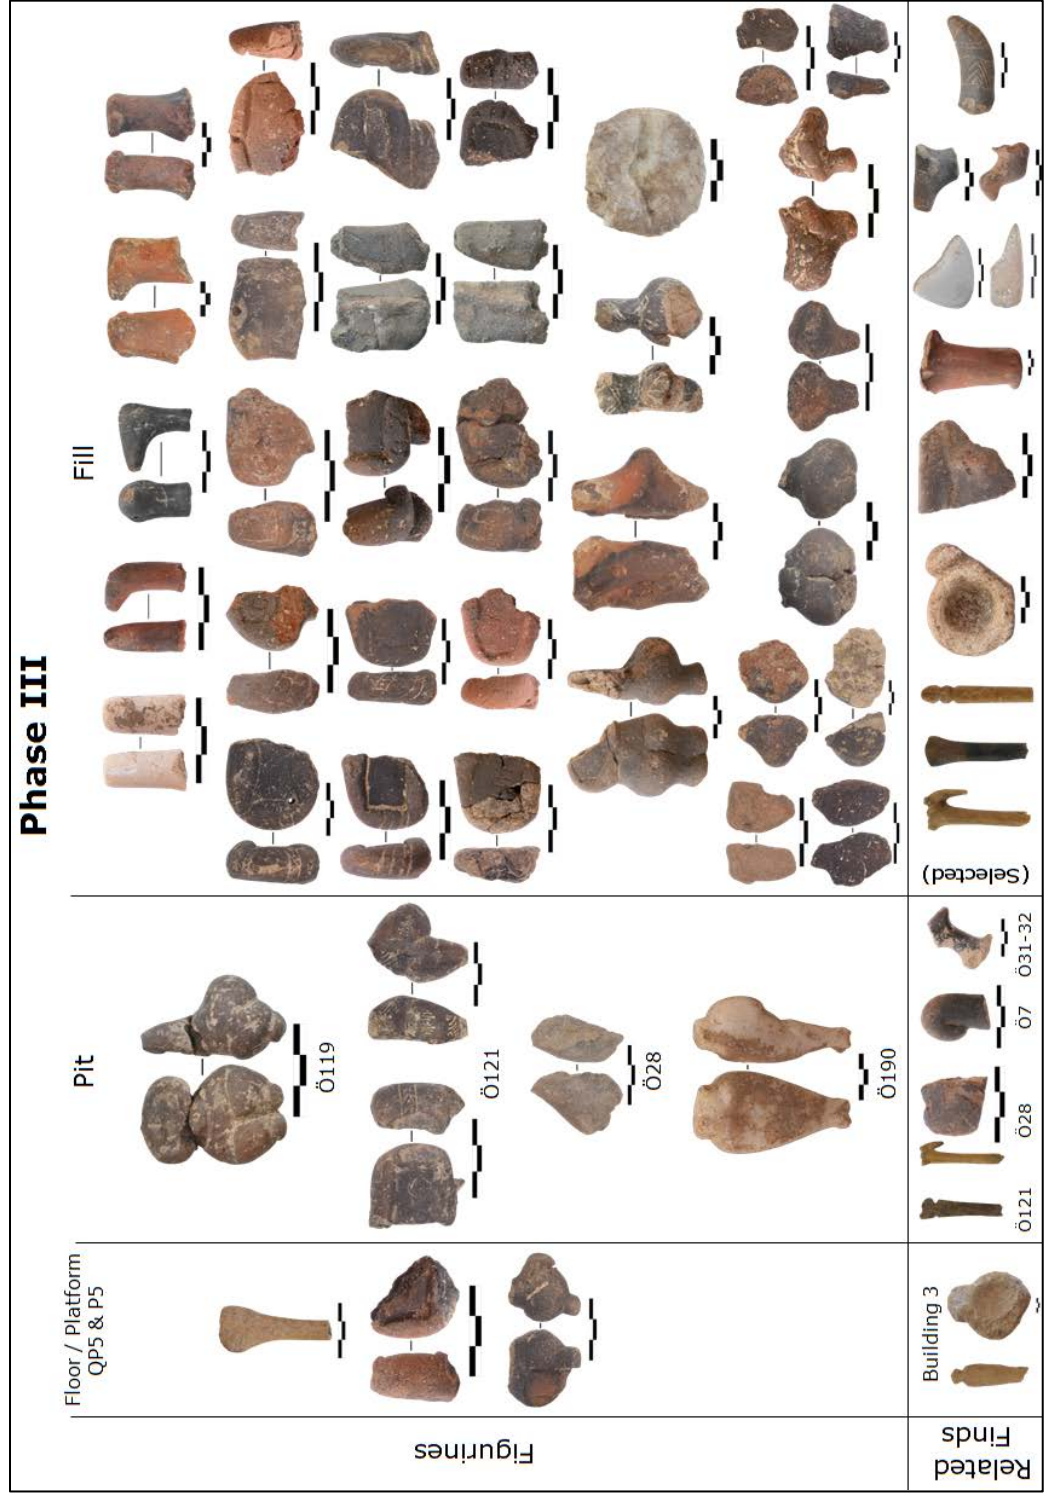 Phase III
Floor / Platform
QP5 & P5
Pit
Fill
Figurines
Ö119
Ö121
Ö28
Ö190
Related
Finds
Building 3
Ö121
Ö28
Ö7
Ö31-32
(Selected)